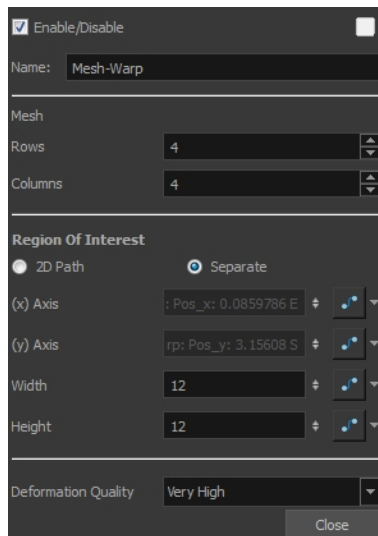 Enable/Disable
Name: Mesh-Warp
Mesh
Rows 4
Columns 4
Region Of Interest
2D Path Separate
(x) Axis : Pos_x: 0.0859786 E
(y) Axis rp: Pos_y: 3.15608 S
Width 12
Height 12
Deformation Quality Very High
Close